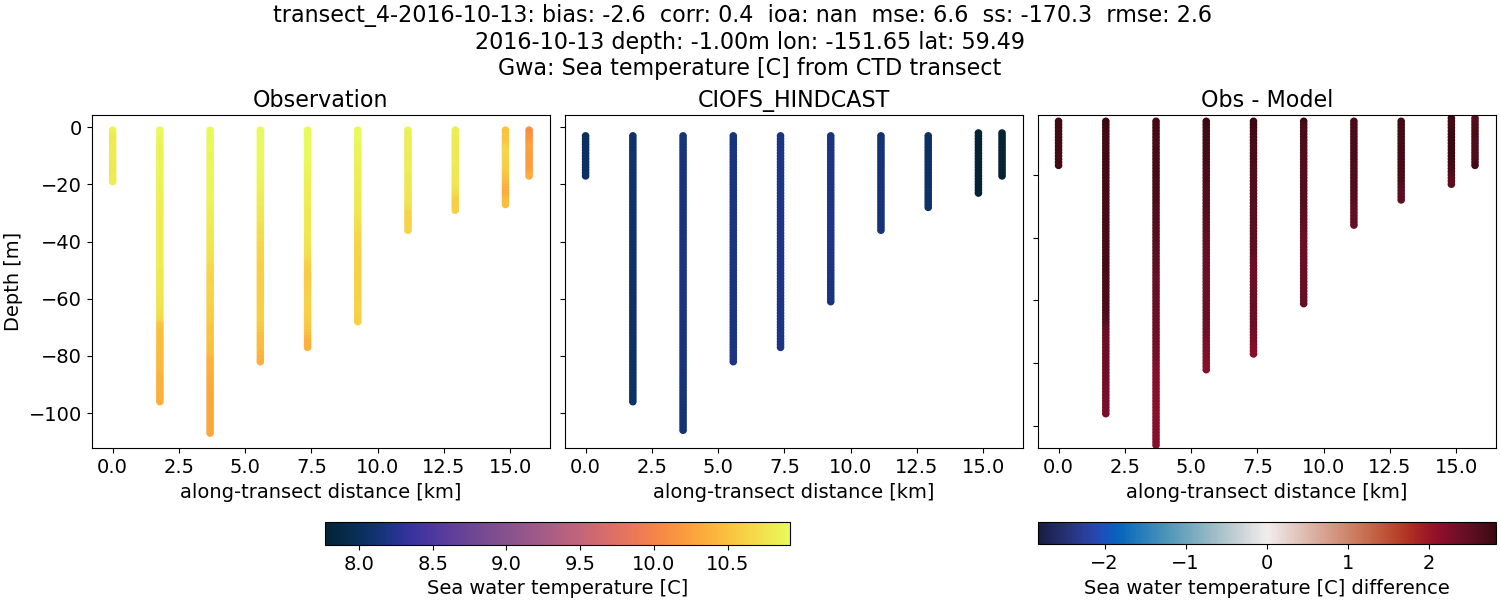 transect_4-2016-10-13: bias: -2.6  corr: 0.4  ioa: nan  mse: 6.6  ss: -170.3  rmse: 2.6
2016-10-13 depth: -1.00m lon: -151.65 lat: 59.49
Gwa: Sea temperature [C] from CTD transect
Observation
CIOFS_HINDCAST
Obs - Model
Depth [m]
0
−20
−40
−60
−80
−100
0.0 2.5 5.0 7.5 10.0 12.5 15.0
0.0 2.5 5.0 7.5 10.0 12.5 15.0
0.0 2.5 5.0 7.5 10.0 12.5 15.0
along-transect distance [km]
along-transect distance [km]
along-transect distance [km]
8.0 8.5 9.0 9.5 10.0 10.5
Sea water temperature [C]
−2 −1 0 1 2
Sea water temperature [C] difference